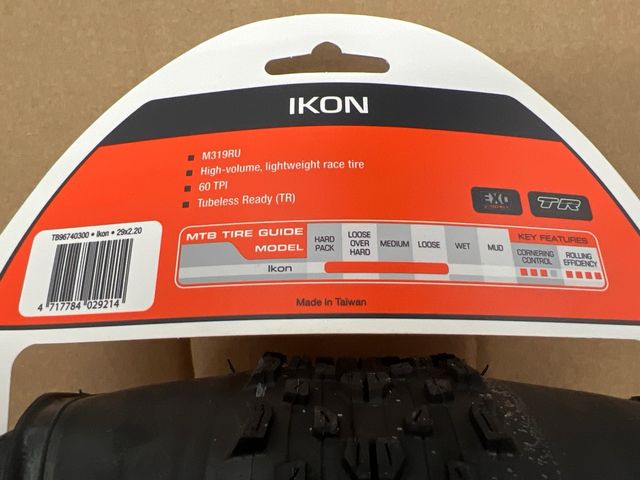 IKON
M319RU
High-volume, lightweight race tire
60 TPI
Tubeless Ready (TR)
EXO
TR
TB96740300 • Ikon • 29x2.20
4 717784 029214
MTB TIRE GUIDE
MODEL
HARD PACK
LOOSE OVER HARD
MEDIUM
LOOSE
WET
MUD
KEY FEATURES
CORNERING CONTROL
ROLLING EFFICIENCY
Ikon
Made in Taiwan